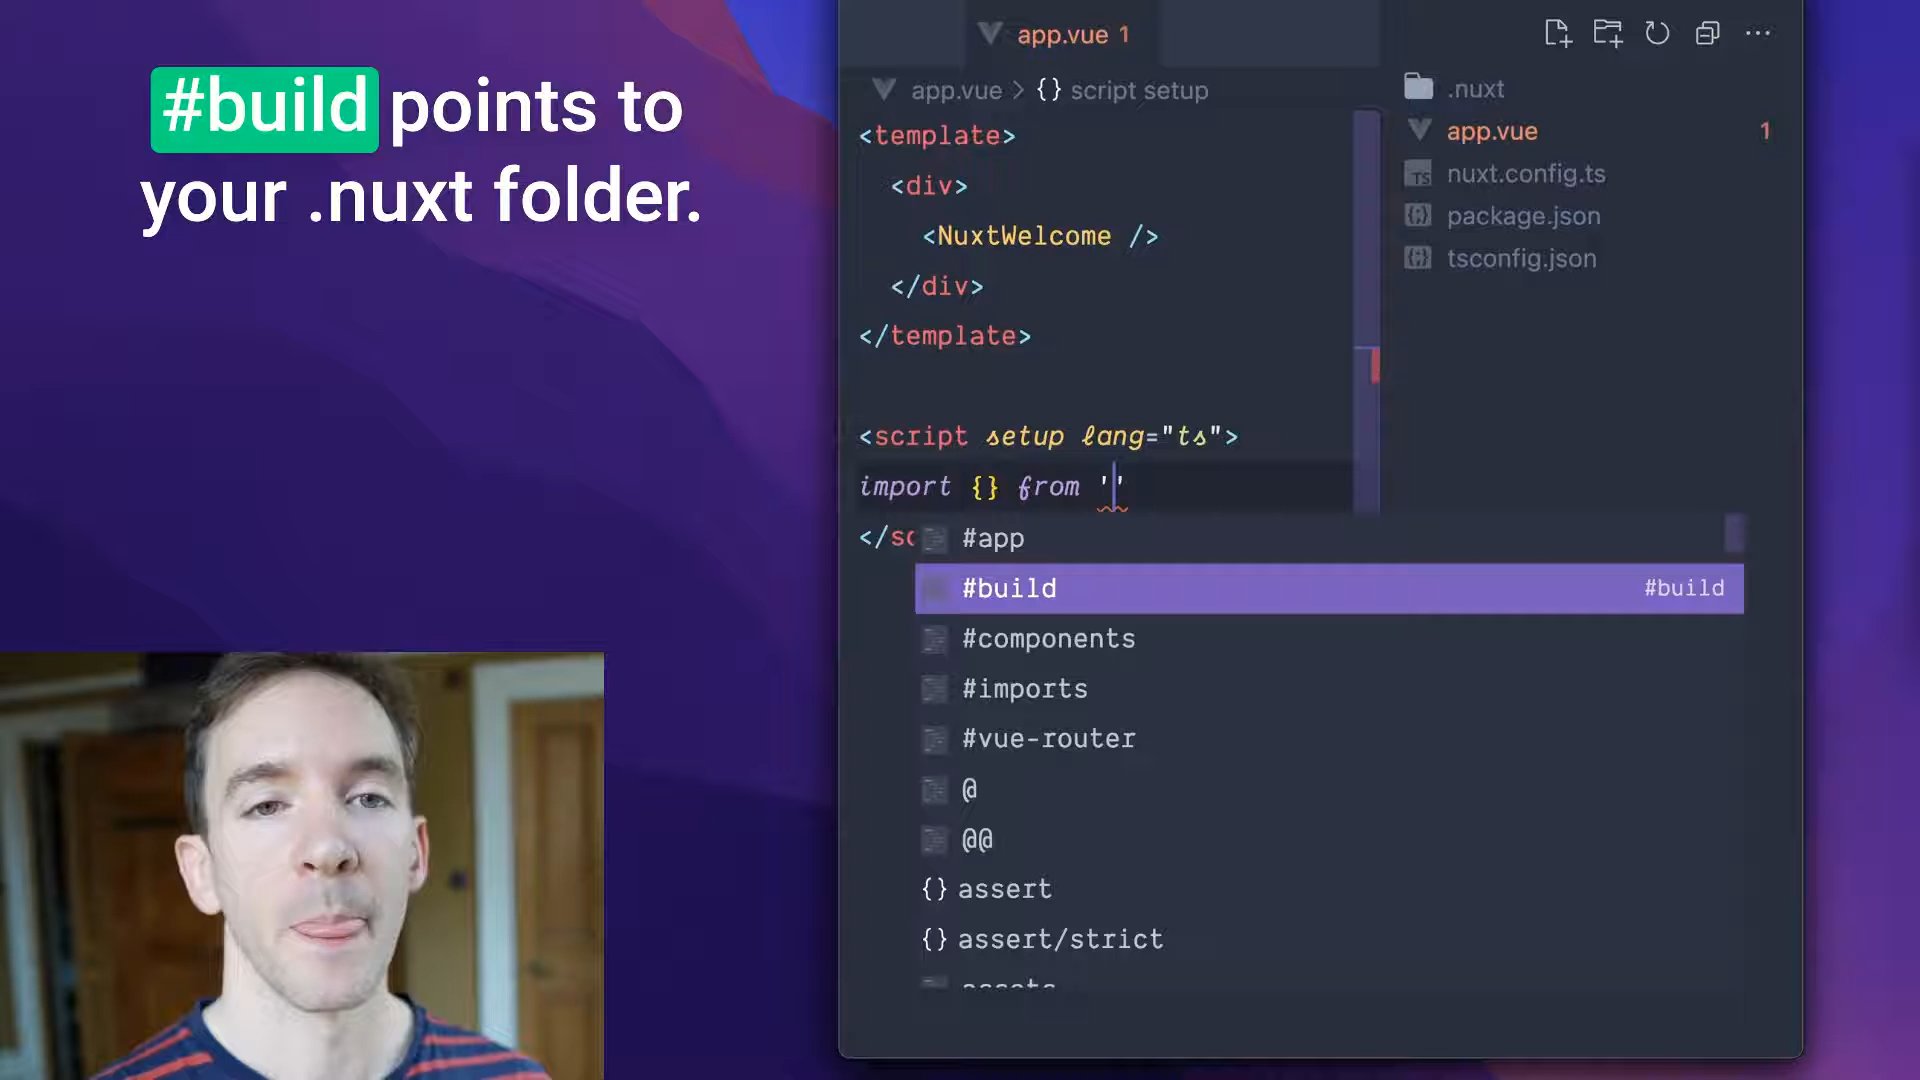 #build points to
your .nuxt folder.
app.vue 1
app.vue > {} script setup
<template>
<div>
<NuxtWelcome />
</div>
</template>
<script setup lang="ts">
import {} from ''
</sc
#app
#build #build
#components
#imports
#vue-router
@
@@
{} assert
{} assert/strict
.nuxt
app.vue 1
TS nuxt.config.ts
{;} package.json
{;} tsconfig.json